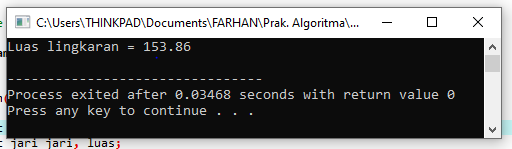 C:\Users\THINKPAD\Documents\FARHAN\Prak. Algoritma\...
Luas lingkaran = 153.86
--------------------------------
Process exited after 0.03468 seconds with return value 0
Press any key to continue . . .
t jari jari, luas;